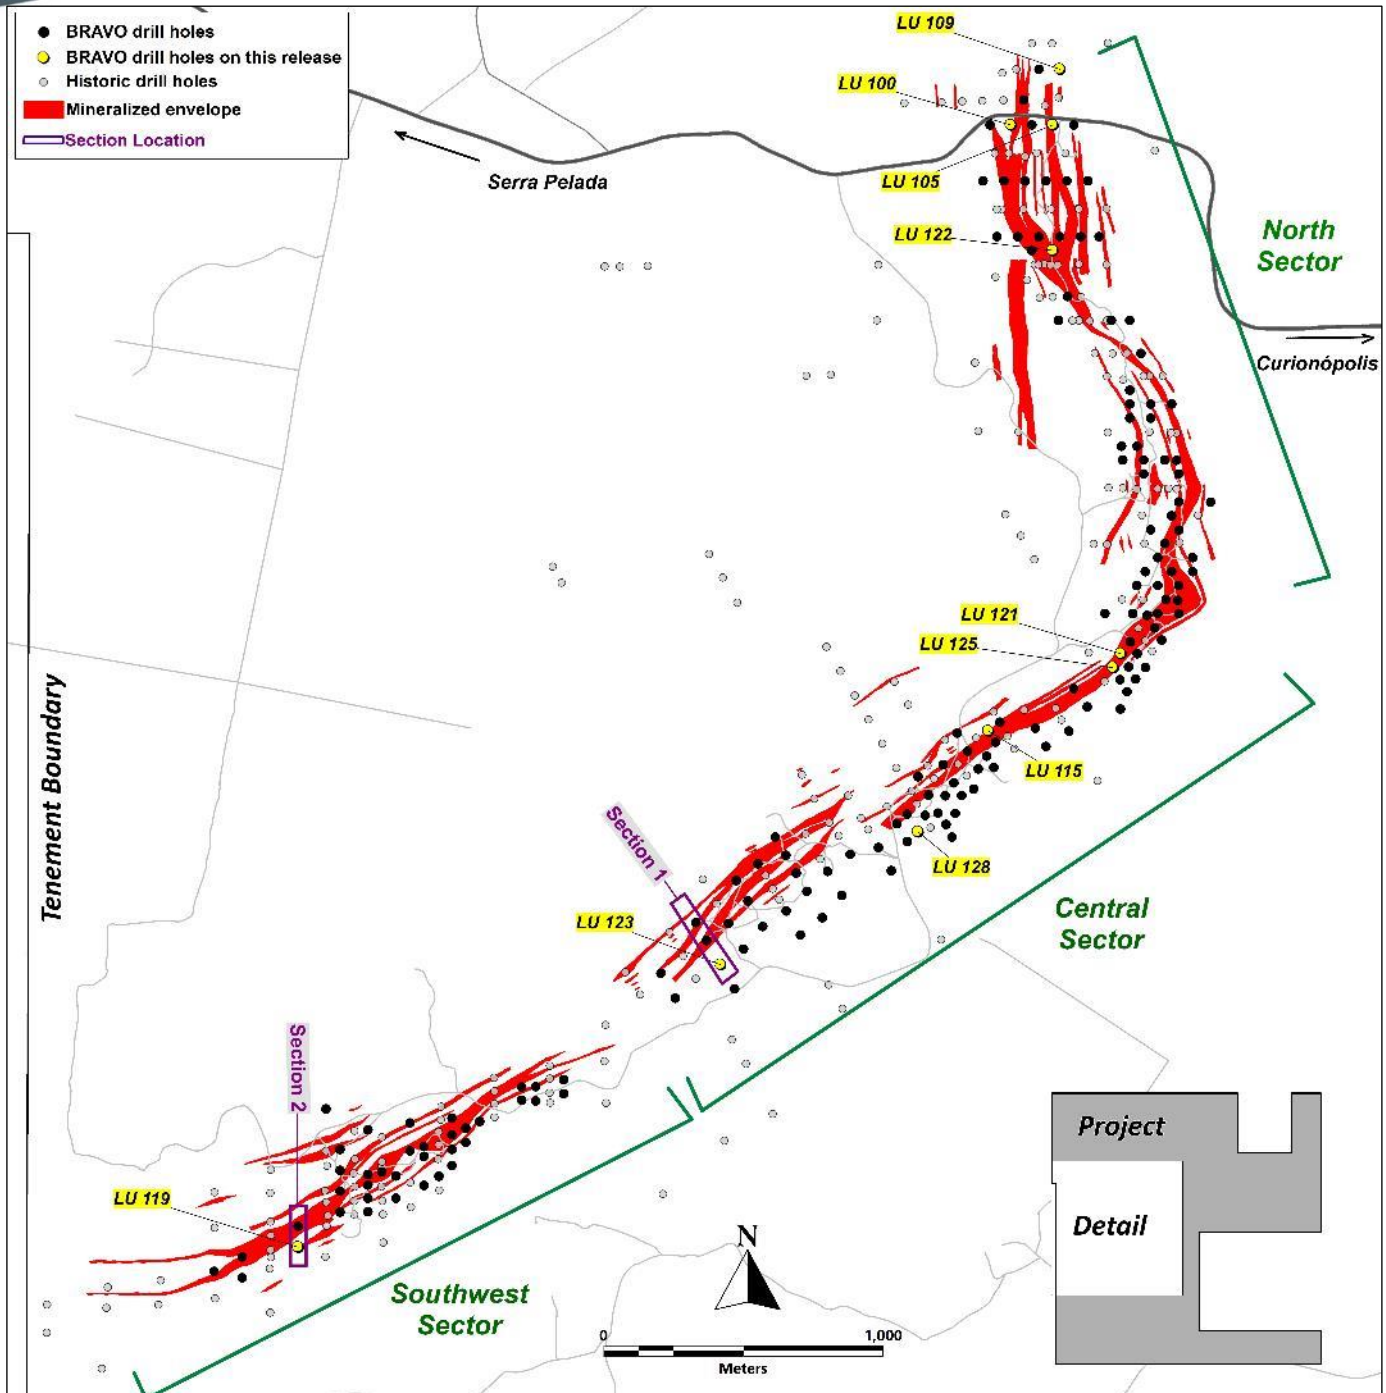 BRAVO drill holes
BRAVO drill holes on this release
Historic drill holes
Mineralized envelope
Section Location
LU 109
LU 100
Serra Pelada
LU 105
LU 122
North
Sector
Curionópolis
LU 121
LU 125
Tenement Boundary
LU 115
Section 1
LU 128
LU 123
Central
Sector
Section 2
LU 119
Project
Detail
Southwest
Sector
N
0 1,000
Meters